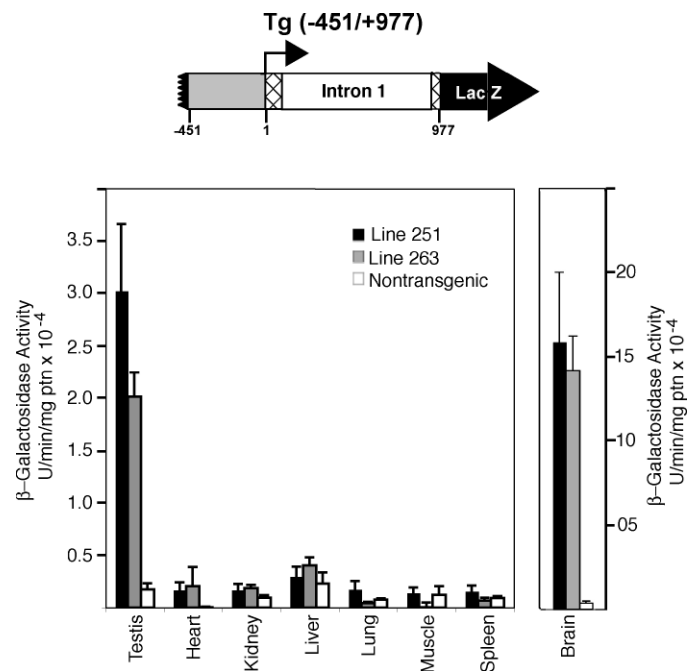 Tg (-451/+977)
Intron 1
Lac Z
-451
1
977
β–Galactosidase Activity
U/min/mg ptn x 10⁻⁴
3.5
3.0
2.5
2.0
1.5
1.0
0.5
Line 251
Line 263
Nontransgenic
Testis
Heart
Kidney
Liver
Lung
Muscle
Spleen
20
15
10
05
β–Galactosidase Activity
U/min/mg ptn x 10⁻⁴
Brain